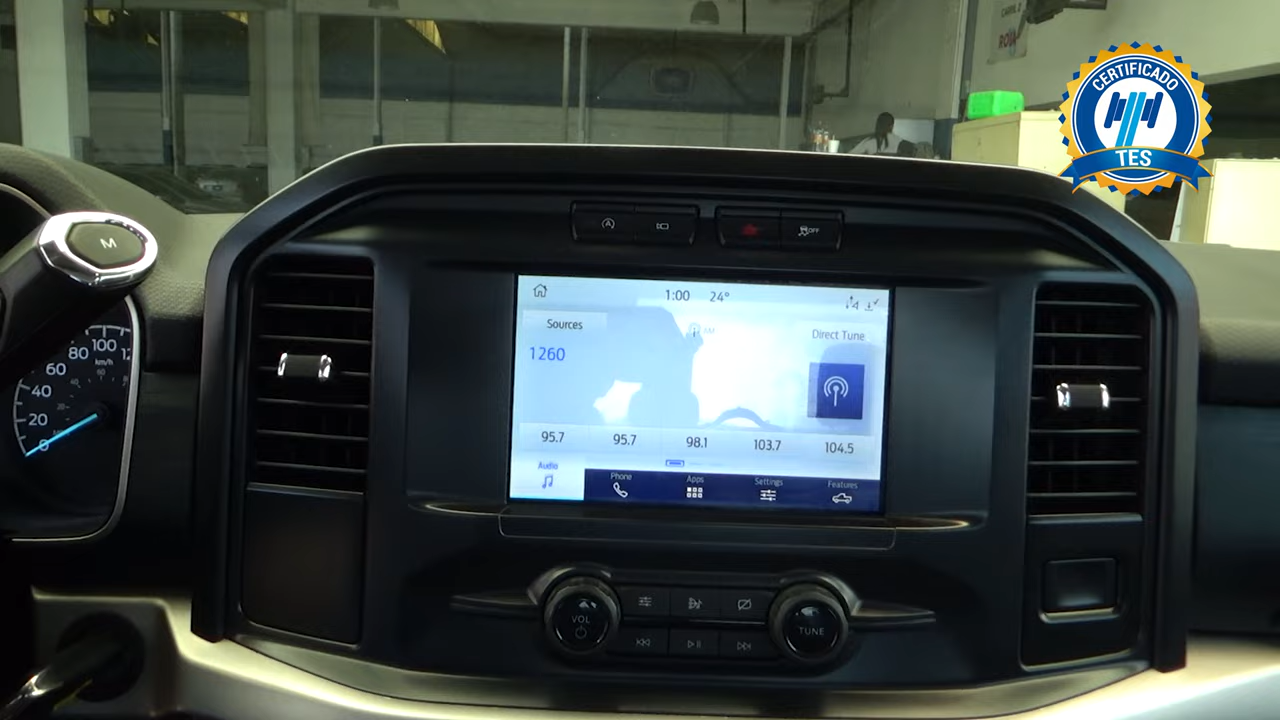 CERTIFICADO
TES
M
OFF
1:00 24°
Sources
Direct Tune
1260
95.7 95.7 98.1 103.7 104.5
Audio Phone Apps Settings Features
100
80
60
40
20
0
km/h
VOL
TUNE